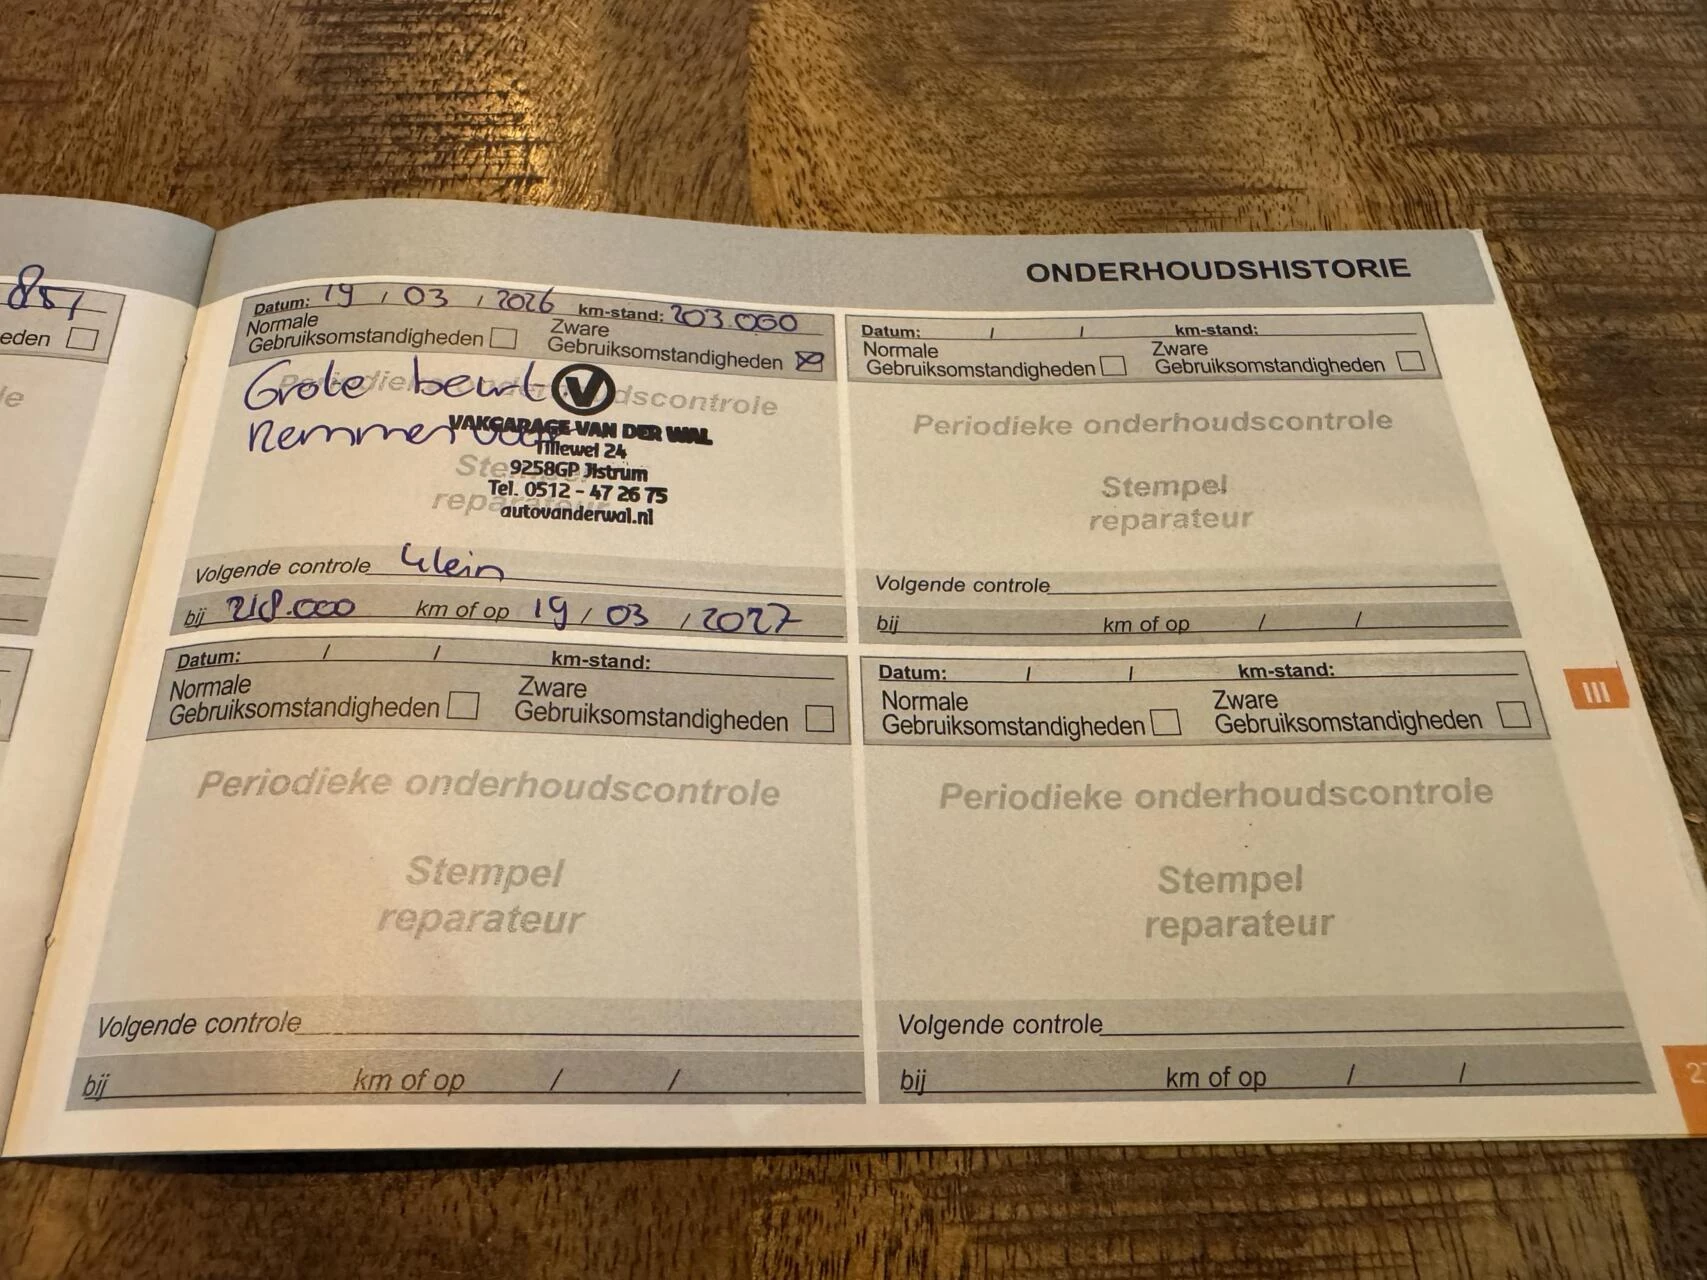 857
eden
le
ONDERHOUDSHISTORIE
Datum: 19 / 03 / 2026 km-stand: 203.000
Normale
Gebruiksomstandigheden
Zware
Gebruiksomstandigheden
Grote beurt
Periodieke onderhoudscontrole
Remmen voor
V
VAKGARAGE VAN DER WAL
Tillewei 24
9258GP Jistrum
Tel. 0512 - 47 26 75
autovanderwal.nl
Stempel
reparateur
Volgende controle Klein
bij 218.000 km of op 19 / 03 / 2027
Datum: / / km-stand:
Normale
Gebruiksomstandigheden
Zware
Gebruiksomstandigheden
Periodieke onderhoudscontrole
Stempel
reparateur
Volgende controle
bij km of op / /
Datum: / / km-stand:
Normale
Gebruiksomstandigheden
Zware
Gebruiksomstandigheden
Periodieke onderhoudscontrole
Stempel
reparateur
Volgende controle
bij km of op / /
Datum: / / km-stand:
Normale
Gebruiksomstandigheden
Zware
Gebruiksomstandigheden
Periodieke onderhoudscontrole
Stempel
reparateur
Volgende controle
bij km of op / /
III